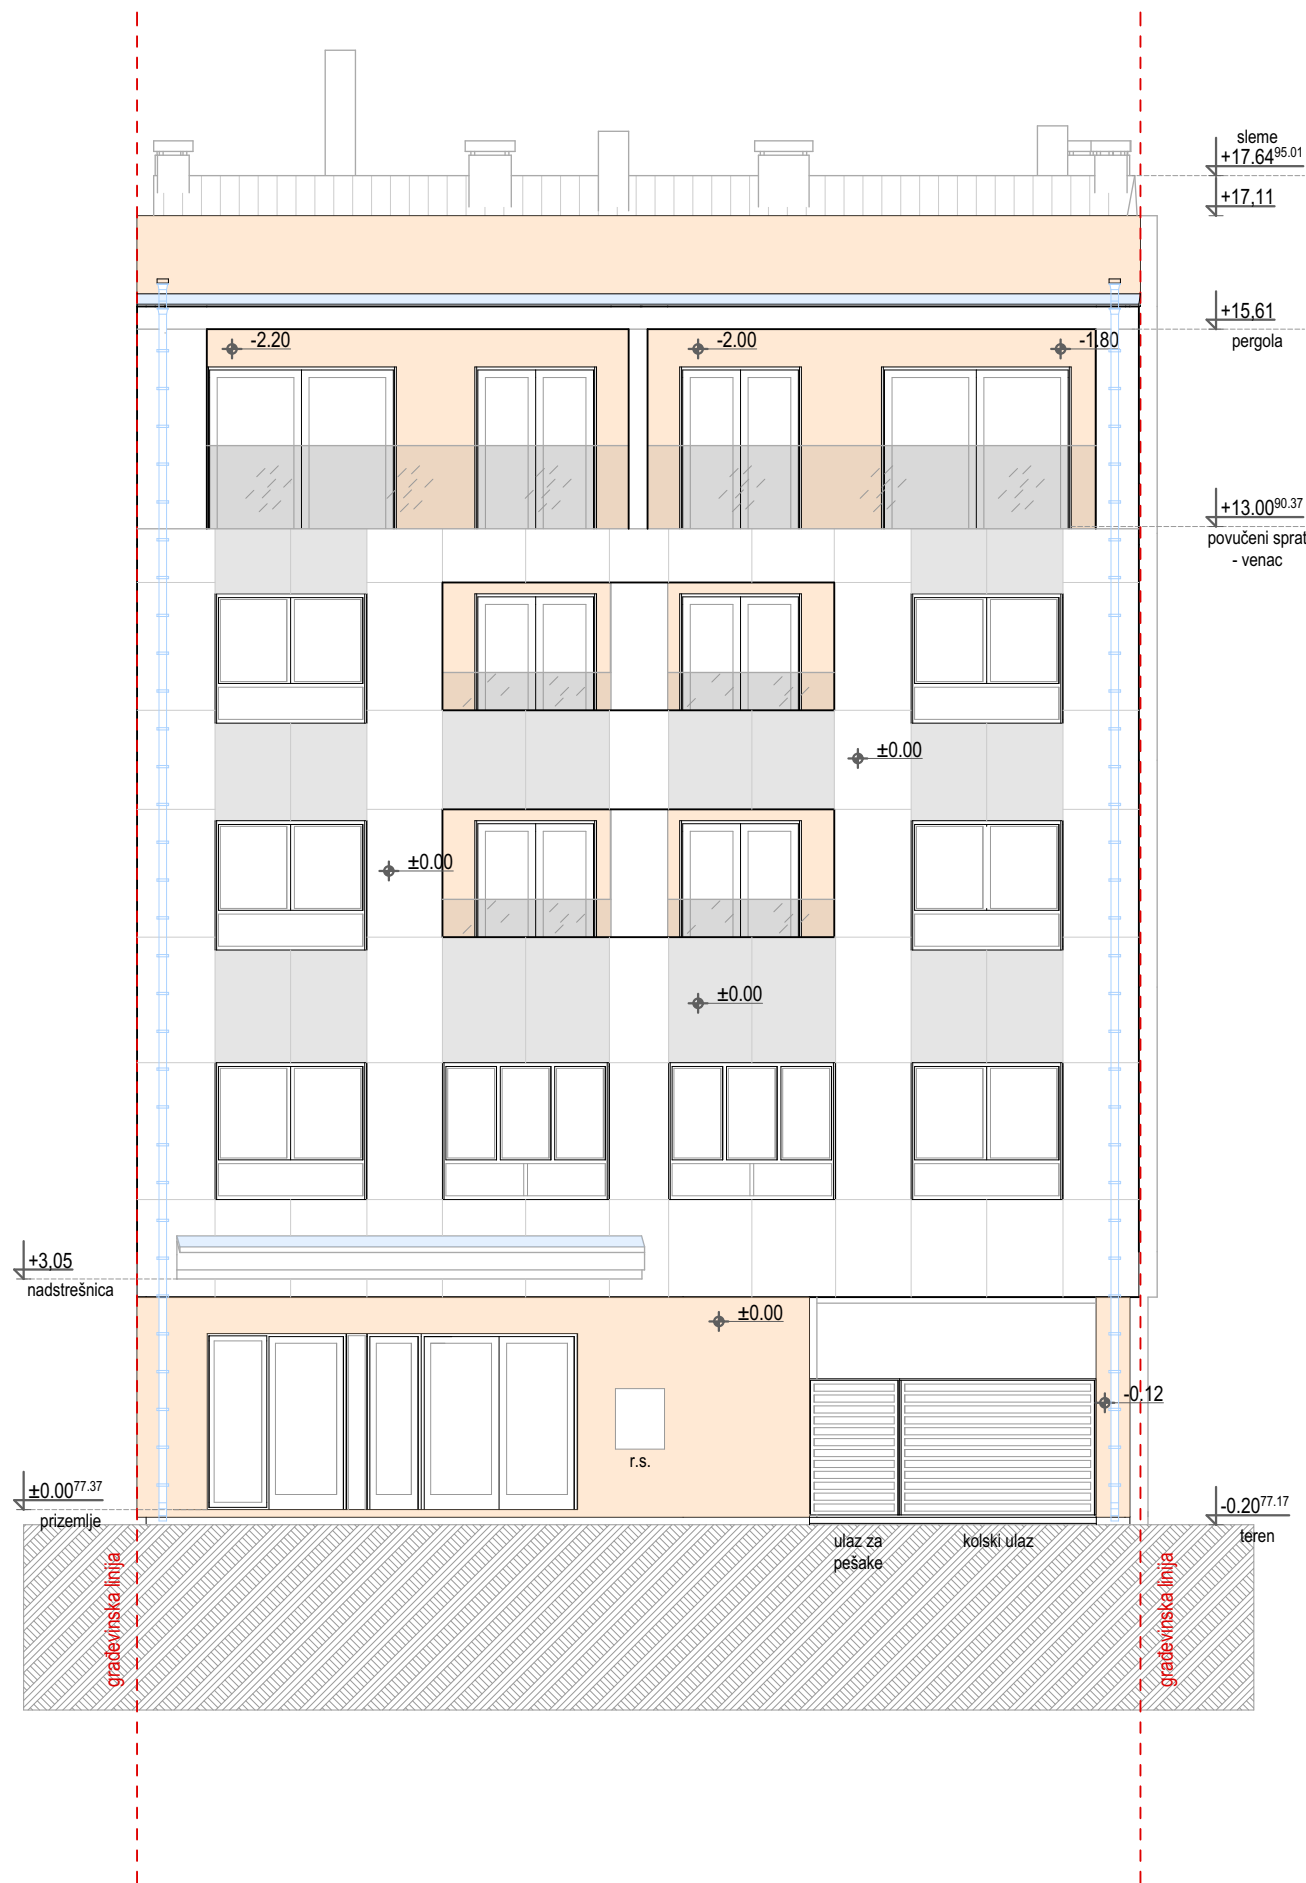 sleme
+17.64 95.01
+17,11
+15,61
pergola
-2.20
-2.00
-1.80
+13.00 90.37
povučeni sprat
- venac
±0.00
±0.00
±0.00
+3,05
nadstrešnica
±0.00
-0.12
r.s.
±0.00 77.37
prizemlje
-0.20 77.17
teren
ulaz za
pešake
kolski ulaz
građevinska linija
građevinska linija